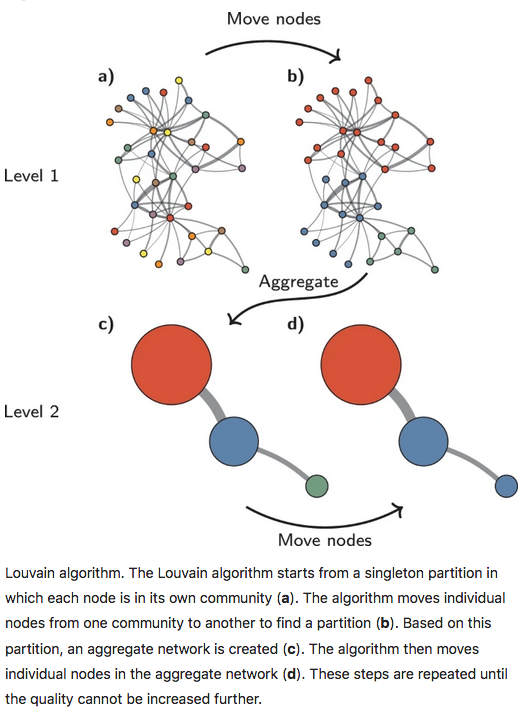 Move nodes
a)
b)
Level 1
Aggregate
c)
d)
Level 2
Move nodes
Louvain algorithm. The Louvain algorithm starts from a singleton partition in
which each node is in its own community (a). The algorithm moves individual
nodes from one community to another to find a partition (b). Based on this
partition, an aggregate network is created (c). The algorithm then moves
individual nodes in the aggregate network (d). These steps are repeated until
the quality cannot be increased further.